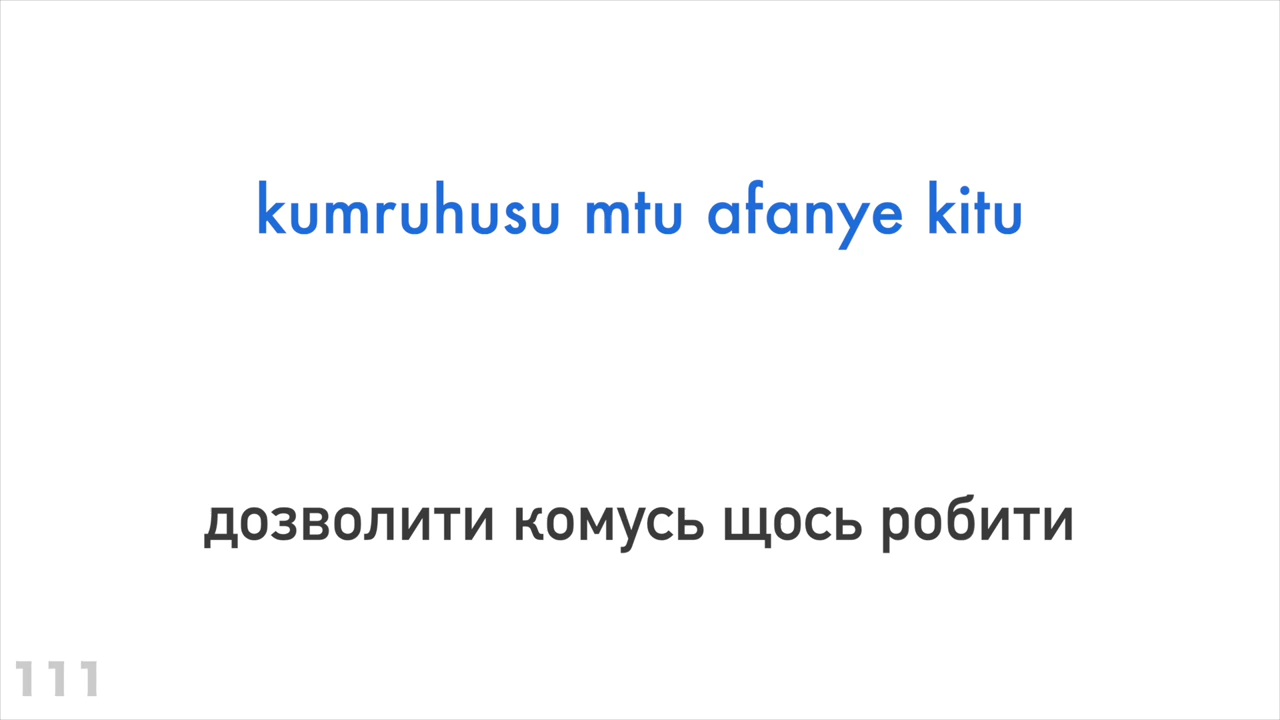 kumruhusu mtu afanye kitu
дозволити комусь щось робити
111